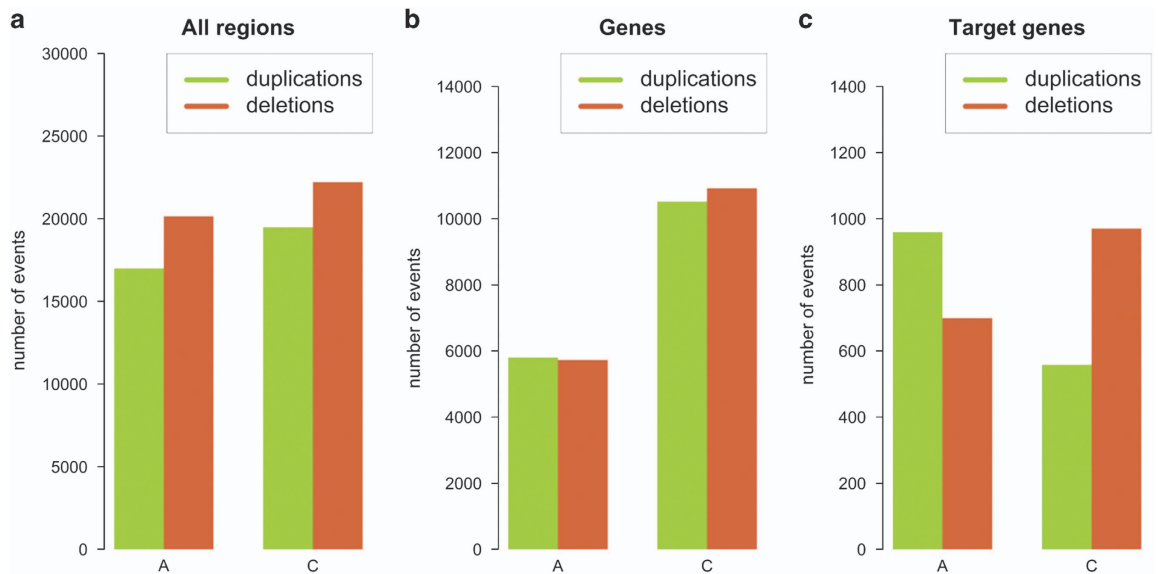 a
All regions
30000
25000
20000
15000
10000
5000
0
number of events
duplications
deletions
A
C
b
Genes
14000
12000
10000
8000
6000
4000
2000
0
number of events
duplications
deletions
A
C
c
Target genes
1400
1200
1000
800
600
400
200
0
number of events
duplications
deletions
A
C